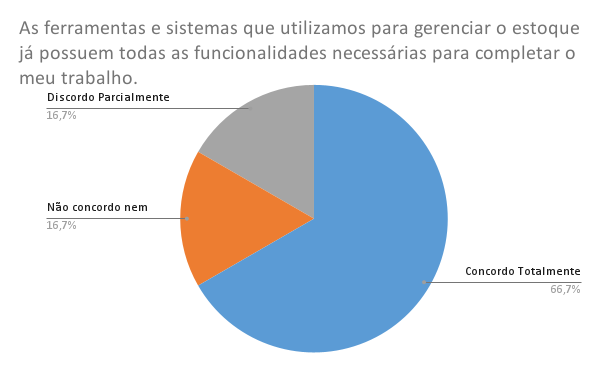 As ferramentas e sistemas que utilizamos para gerenciar o estoque
já possuem todas as funcionalidades necessárias para completar o
meu trabalho.
Discordo Parcialmente
16,7%
Não concordo nem
16,7%
Concordo Totalmente
66,7%